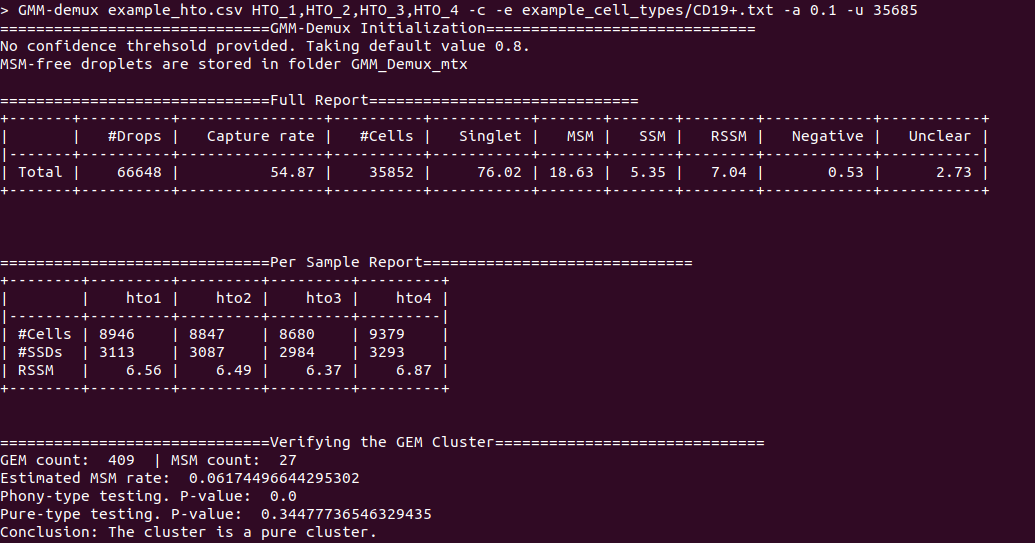 > GMM-demux example_hto.csv HTO_1,HTO_2,HTO_3,HTO_4 -c -e example_cell_types/CD19+.txt -a 0.1 -u 35685
==============================GMM-Demux Initialization==============================
No confidence threhsold provided. Taking default value 0.8.
MSM-free droplets are stored in folder GMM_Demux_mtx
==============================Full Report==============================
+-------+---------+----------------+----------+-----------+-------+-------+--------+------------+-----------+
|       |  #Drops |   Capture rate |   #Cells |   Singlet |   MSM |   SSM |   RSSM |   Negative |   Unclear |
|-------+---------+----------------+----------+-----------+-------+-------+--------+------------+-----------|
| Total |   66648 |          54.87 |    35852 |     76.02 | 18.63 |  5.35 |   7.04 |       0.53 |      2.73 |
+-------+---------+----------------+----------+-----------+-------+-------+--------+------------+-----------+
==============================Per Sample Report==============================
+--------+---------+---------+---------+---------+
|        |    hto1 |    hto2 |    hto3 |    hto4 |
|--------+---------+---------+---------+---------|
| #Cells | 8946    | 8847    | 8680    | 9379    |
| #SSDs  | 3113    | 3087    | 2984    | 3293    |
| RSSM   |    6.56 |    6.49 |    6.37 |    6.87 |
+--------+---------+---------+---------+---------+
==============================Verifying the GEM Cluster==============================
GEM count:  409  | MSM count:  27
Estimated MSM rate:  0.06174496644295302
Phony-type testing. P-value:  0.0
Pure-type testing. P-value:  0.34477736546329435
Conclusion: The cluster is a pure cluster.